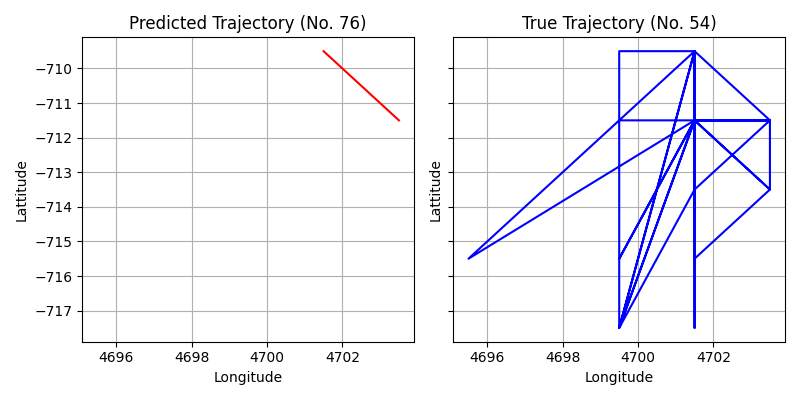 Predicted Trajectory (No. 76)
True Trajectory (No. 54)
Lattitude
−710
−711
−712
−713
−714
−715
−716
−717
4696
4698
4700
4702
Longitude
Lattitude
4696
4698
4700
4702
Longitude